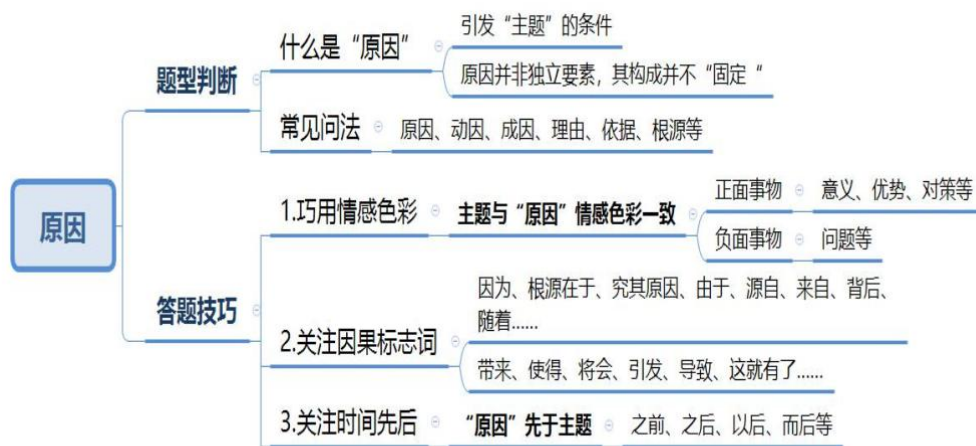 原因
题型判断
什么是“原因”
引发“主题”的条件
原因并非独立要素，其构成并不“固定“
常见问法
原因、动因、成因、理由、依据、根源等
答题技巧
1.巧用情感色彩
主题与“原因”情感色彩一致
正面事物
意义、优势、对策等
负面事物
问题等
2.关注因果标志词
因为、根源在于、究其原因、由于、源自、来自、背后、
随着......
带来、使得、将会、引发、导致、这就有了......
3.关注时间先后
“原因”先于主题
之前、之后、以后、而后等